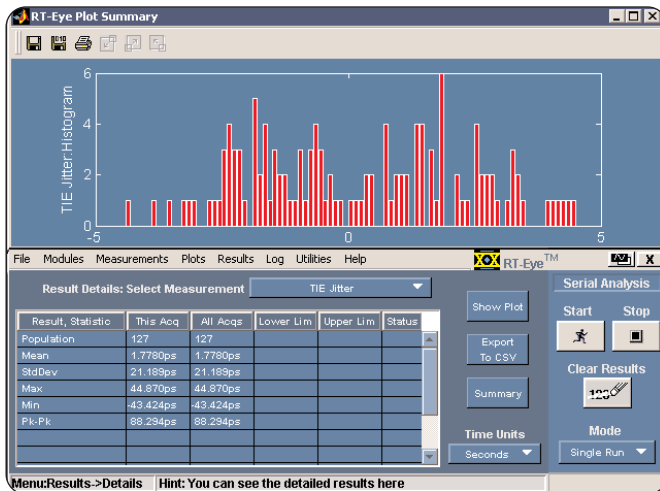 RT-Eye Plot Summary
TIE Jitter:Histogram
6
4
2
0
-5
0
5
File Modules Measurements Plots Results Log Utilities Help
RT-Eye™
X
Result Details: Select Measurement
TIE Jitter
Result, Statistic This Acq All Acqs Lower Lim Upper Lim Status
Population 127 127
Mean 1.7780ps 1.7780ps
StdDev 21.189ps 21.189ps
Max 44.870ps 44.870ps
Min -43.424ps -43.424ps
Pk-Pk 88.294ps 88.294ps
Show Plot
Export
To CSV
Summary
Time Units
Seconds
Serial Analysis
Start Stop
Clear Results
Mode
Single Run
Menu:Results->Details Hint: You can see the detailed results here